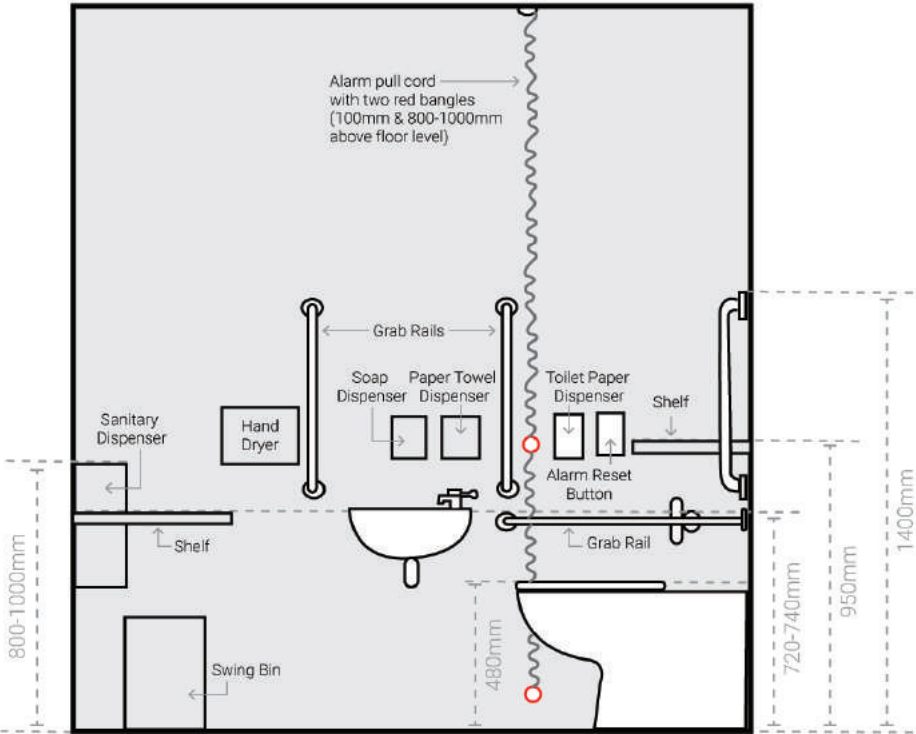 Alarm pull cord
with two red bangles
(100mm & 800-1000mm
above floor level)
Grab Rails
Soap
Dispenser
Paper Towel
Dispenser
Toilet Paper
Dispenser
Shelf
Sanitary
Dispenser
Hand
Dryer
Alarm Reset
Button
Shelf
Grab Rail
Swing Bin
800-1000mm
480mm
720-740mm
950mm
1400mm